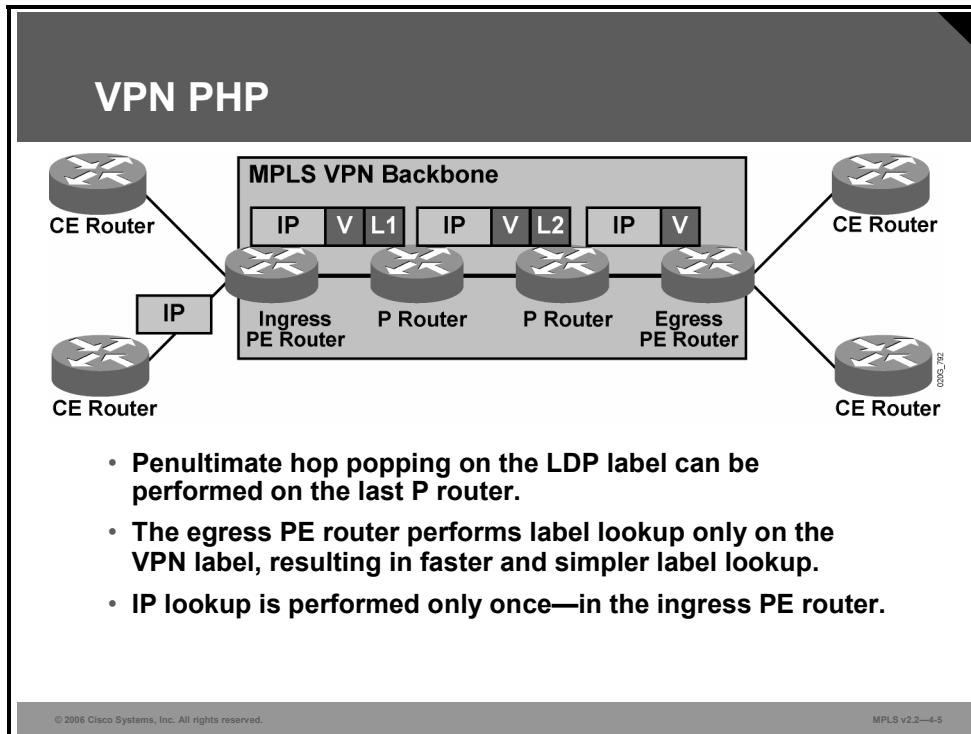 VPN PHP
MPLS VPN Backbone
CE Router
CE Router
IP V L1 IP V L2 IP V
IP
Ingress
PE Router
P Router
P Router
Egress
PE Router
CE Router
CE Router
020G_792
• Penultimate hop popping on the LDP label can be
performed on the last P router.
• The egress PE router performs label lookup only on the
VPN label, resulting in faster and simpler label lookup.
• IP lookup is performed only once—in the ingress PE router.
© 2006 Cisco Systems, Inc. All rights reserved.
MPLS v2.2—4-5